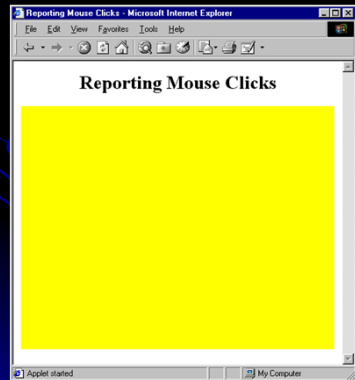 Reporting Mouse Clicks - Microsoft Internet Explorer
File Edit View Favorites Tools Help
Reporting Mouse Clicks
Applet started
My Computer